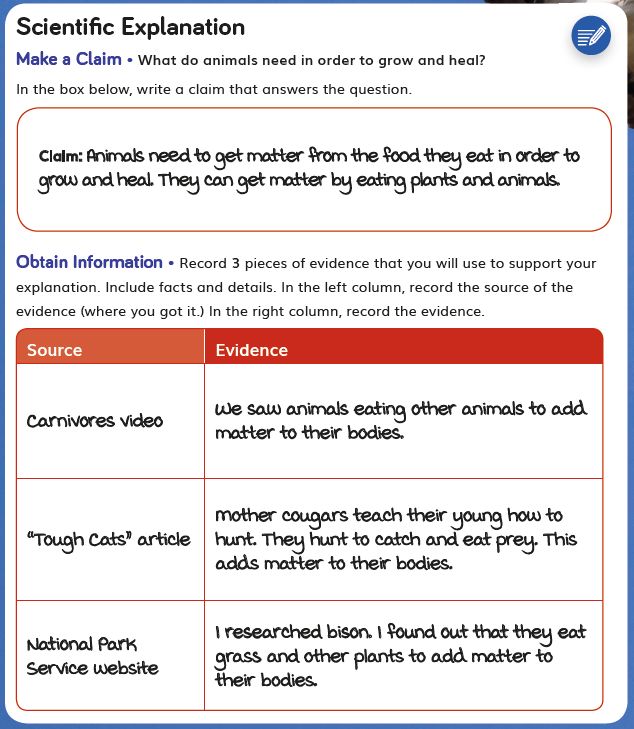 Scientific Explanation
Make a Claim • What do animals need in order to grow and heal?
In the box below, write a claim that answers the question.
Claim: Animals need to get matter from the food they eat in order to
grow and heal. They can get matter by eating plants and animals.
Obtain Information • Record 3 pieces of evidence that you will use to support your
explanation. Include facts and details. In the left column, record the source of the
evidence (where you got it.) In the right column, record the evidence.
Source
Evidence
Carnivores video
We saw animals eating other animals to add
matter to their bodies.
"Tough Cats" article
Mother cougars teach their young how to
hunt. They hunt to catch and eat prey. This
adds matter to their bodies.
National Park
Service website
I researched bison. I found out that they eat
grass and other plants to add matter to
their bodies.